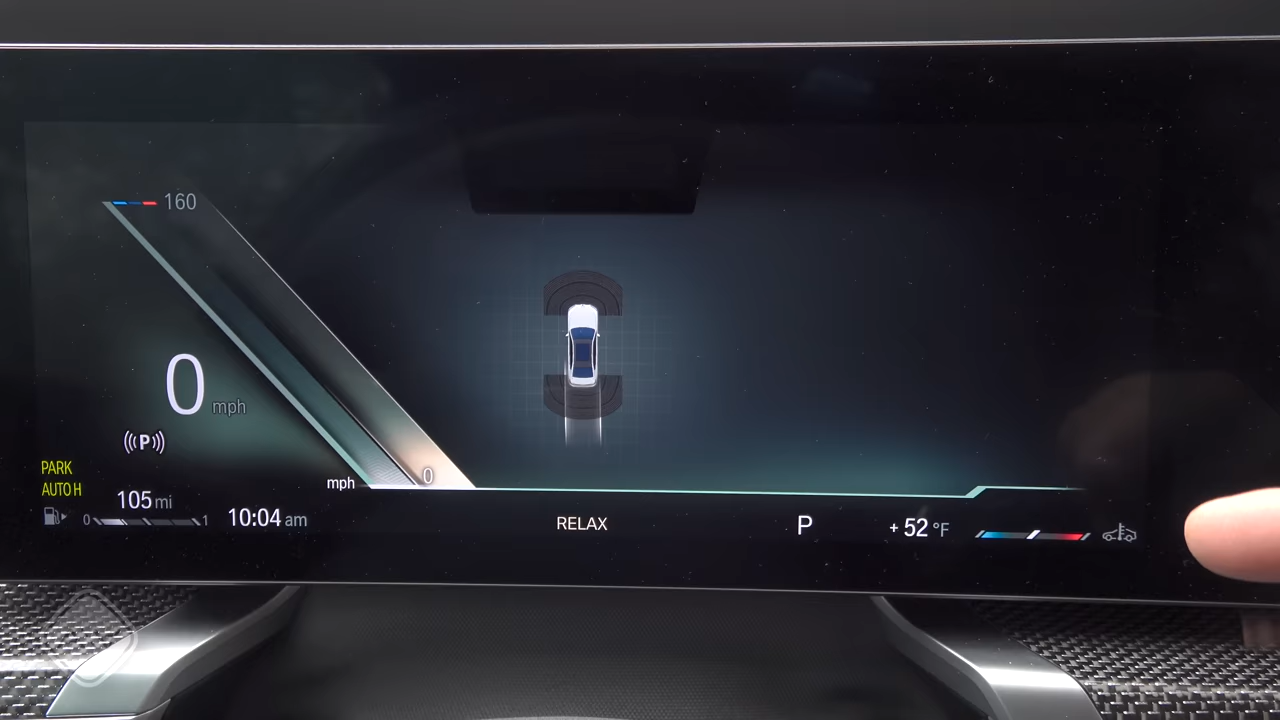 160
0 mph
((P))
PARK
AUTO H
mph
0
105 mi
0 1
10:04 am
RELAX
P
+ 52 °F